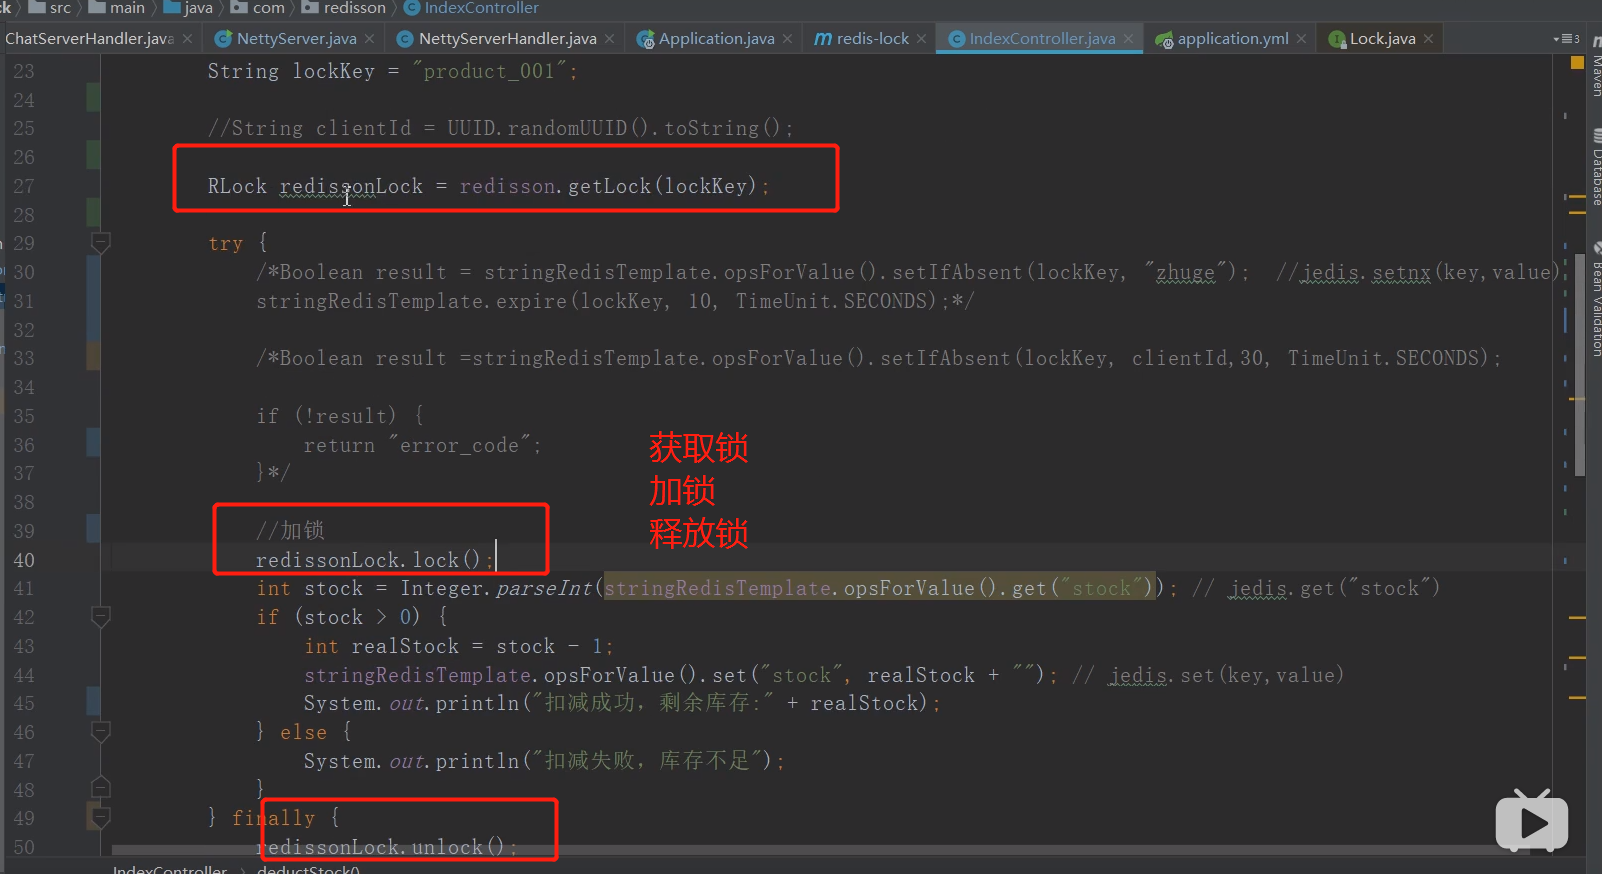 ck src main java com redisson IndexController
ChatServerHandler.java NettyServer.java NettyServerHandler.java Application.java redis-lock IndexController.java application.yml Lock.java
23 String lockKey = "product_001";
24
25 //String clientId = UUID.randomUUID().toString();
26
27 RLock redissonLock = redisson.getLock(lockKey);
28
29 try {
30 /*Boolean result = stringRedisTemplate.opsForValue().setIfAbsent(lockKey, "zhuge"); //jedis.setnx(key,value)
31 stringRedisTemplate.expire(lockKey, 10, TimeUnit.SECONDS);*/
32
33 /*Boolean result =stringRedisTemplate.opsForValue().setIfAbsent(lockKey, clientId,30, TimeUnit.SECONDS);
34
35 if (!result) {
36 return "error_code";
37 }*/
38
39 //加锁
40 redissonLock.lock();
41 int stock = Integer.parseInt(stringRedisTemplate.opsForValue().get("stock")); // jedis.get("stock")
42 if (stock > 0) {
43 int realStock = stock - 1;
44 stringRedisTemplate.opsForValue().set("stock", realStock + ""); // jedis.set(key,value)
45 System.out.println("扣减成功，剩余库存:" + realStock);
46 } else {
47 System.out.println("扣减失败，库存不足");
48 }
49 } finally {
50 redissonLock.unlock();
获取锁
加锁
释放锁
IndexController deductStock()
Maven
Database
Bean Validation